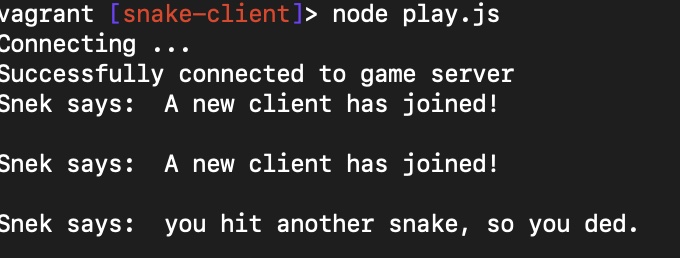 vagrant [snake-client]> node play.js
Connecting ...
Successfully connected to game server
Snek says:  A new client has joined!
Snek says:  A new client has joined!
Snek says:  you hit another snake, so you ded.